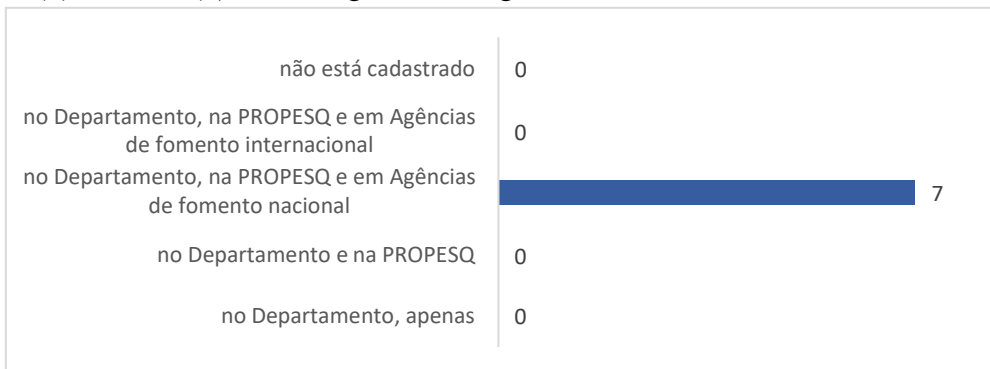 não está cadastrado 0
no Departamento, na PROPESQ e em Agências
de fomento internacional 0
no Departamento, na PROPESQ e em Agências
de fomento nacional 7
no Departamento e na PROPESQ 0
no Departamento, apenas 0